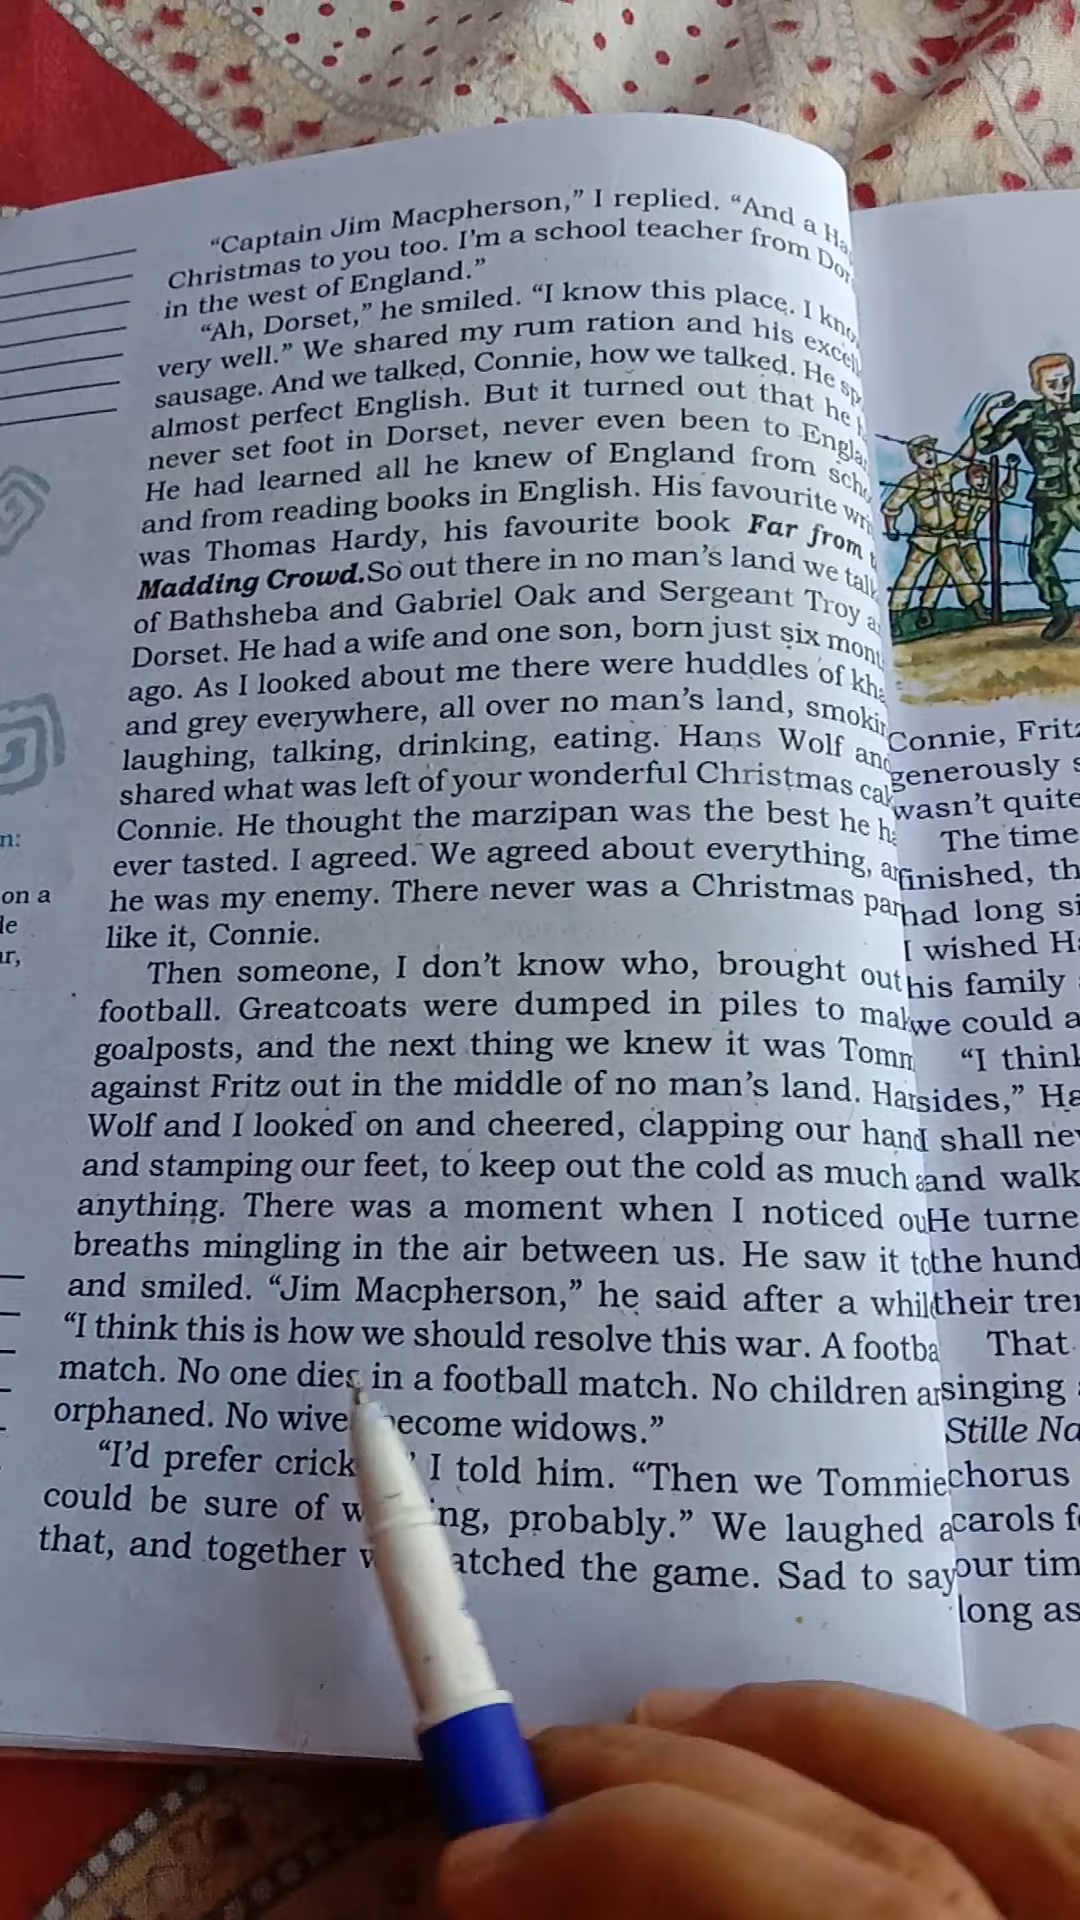 “Captain Jim Macpherson,” I replied. “And a
Christmas to you too. I’m a school teacher from
in the west of England.”
“Ah, Dorset,” he smiled. “I know this place. I
very well.” We shared my rum ration and his
sausage. And we talked, Connie, how we talked. He
almost perfect English. But it turned out that he
never set foot in Dorset, never even been to
He had learned all he knew of England from
and from reading books in English. His favourite
was Thomas Hardy, his favourite book Far from
Madding Crowd.So out there in no man’s land we
of Bathsheba and Gabriel Oak and Sergeant Troy
Dorset. He had a wife and one son, born just six
ago. As I looked about me there were huddles of
and grey everywhere, all over no man’s land,
laughing, talking, drinking, eating. Hans Wolf
shared what was left of your wonderful Christmas
Connie. He thought the marzipan was the best he
ever tasted. I agreed. We agreed about everything,
he was my enemy. There never was a Christmas
like it, Connie.
Then someone, I don’t know who, brought out
football. Greatcoats were dumped in piles to
goalposts, and the next thing we knew it was
against Fritz out in the middle of no man’s land.
Wolf and I looked on and cheered, clapping our
and stamping our feet, to keep out the cold as much
anything. There was a moment when I noticed
breaths mingling in the air between us. He saw it
and smiled. “Jim Macpherson,” he said after a
“I think this is how we should resolve this war. A
match. No one dies in a football match. No children
orphaned. No become widows.”
“I’d prefer I told him. “Then we
could be sure of probably.” We laughed
that, and together the game. Sad to say
n:
on a
Connie,
generously
wasn’t quite
The time
finished,
had long
I wished
his family
we could
“I
sides,”
shall
and
He
the
their
That
singing
Stille
chorus
carols
our
long as